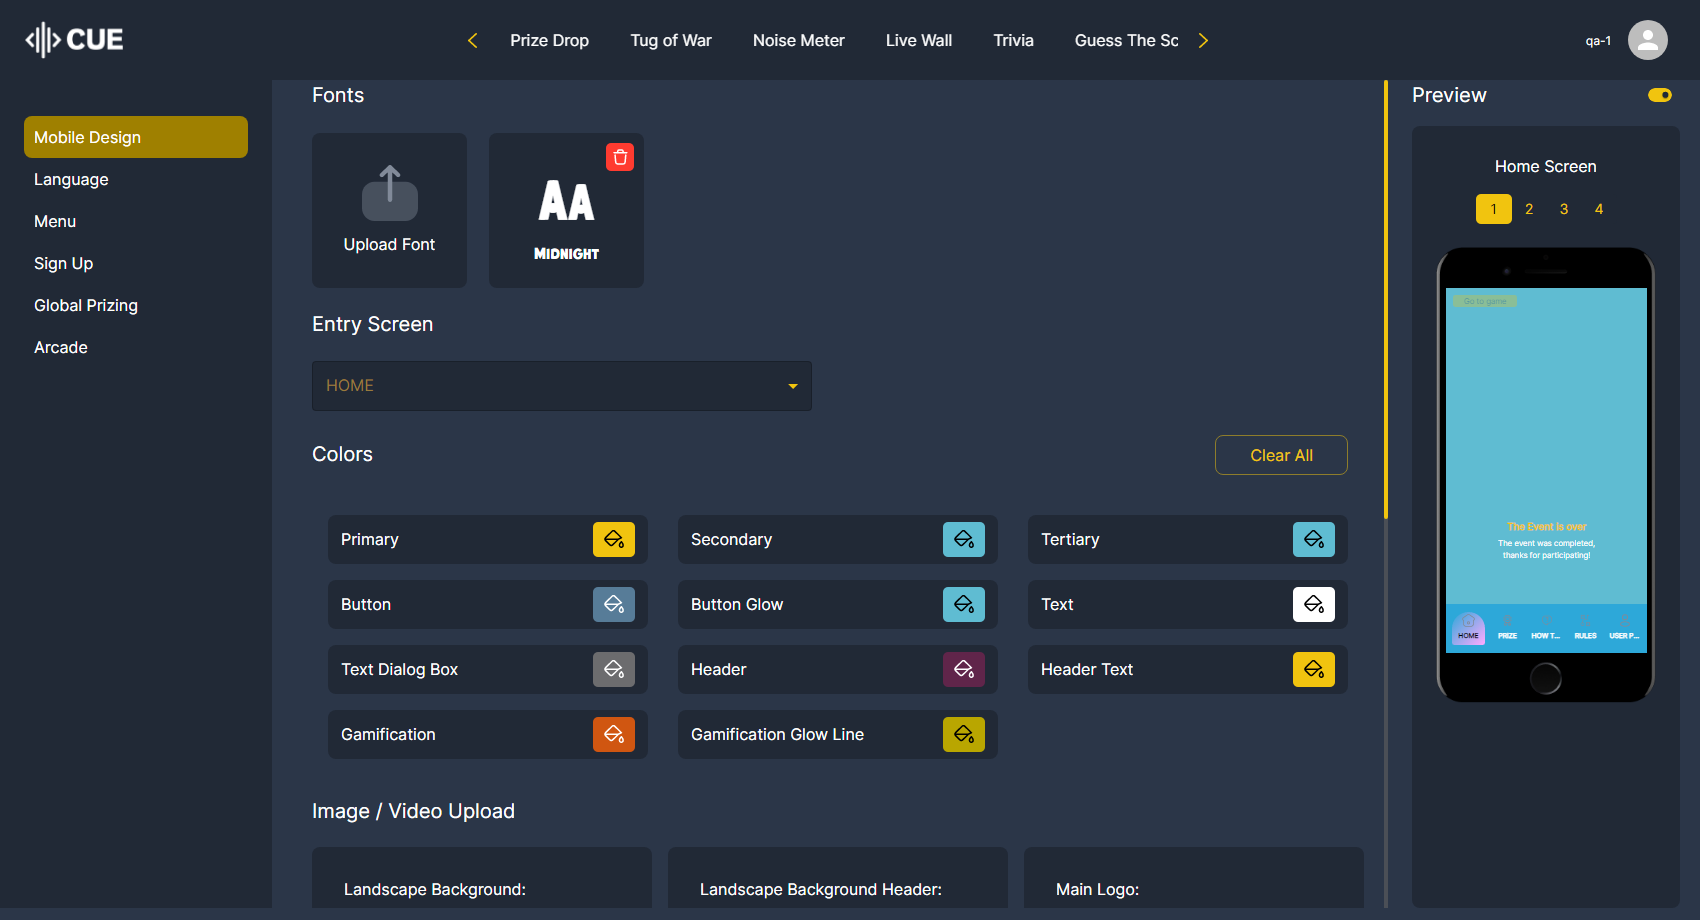 CUE
Prize Drop
Tug of War
Noise Meter
Live Wall
Trivia
Guess The Sc
qa-1
Mobile Design
Language
Menu
Sign Up
Global Prizing
Arcade
Fonts
Upload Font
AA
MIDNIGHT
Entry Screen
HOME
Colors
Clear All
Primary
Secondary
Tertiary
Button
Button Glow
Text
Text Dialog Box
Header
Header Text
Gamification
Gamification Glow Line
Image / Video Upload
Landscape Background:
Landscape Background Header:
Main Logo:
Preview
Home Screen
1 2 3 4
Go to game
The Event is over
The event was completed,
thanks for participating!
HOME PRIZE HOW T... RULES USER P...